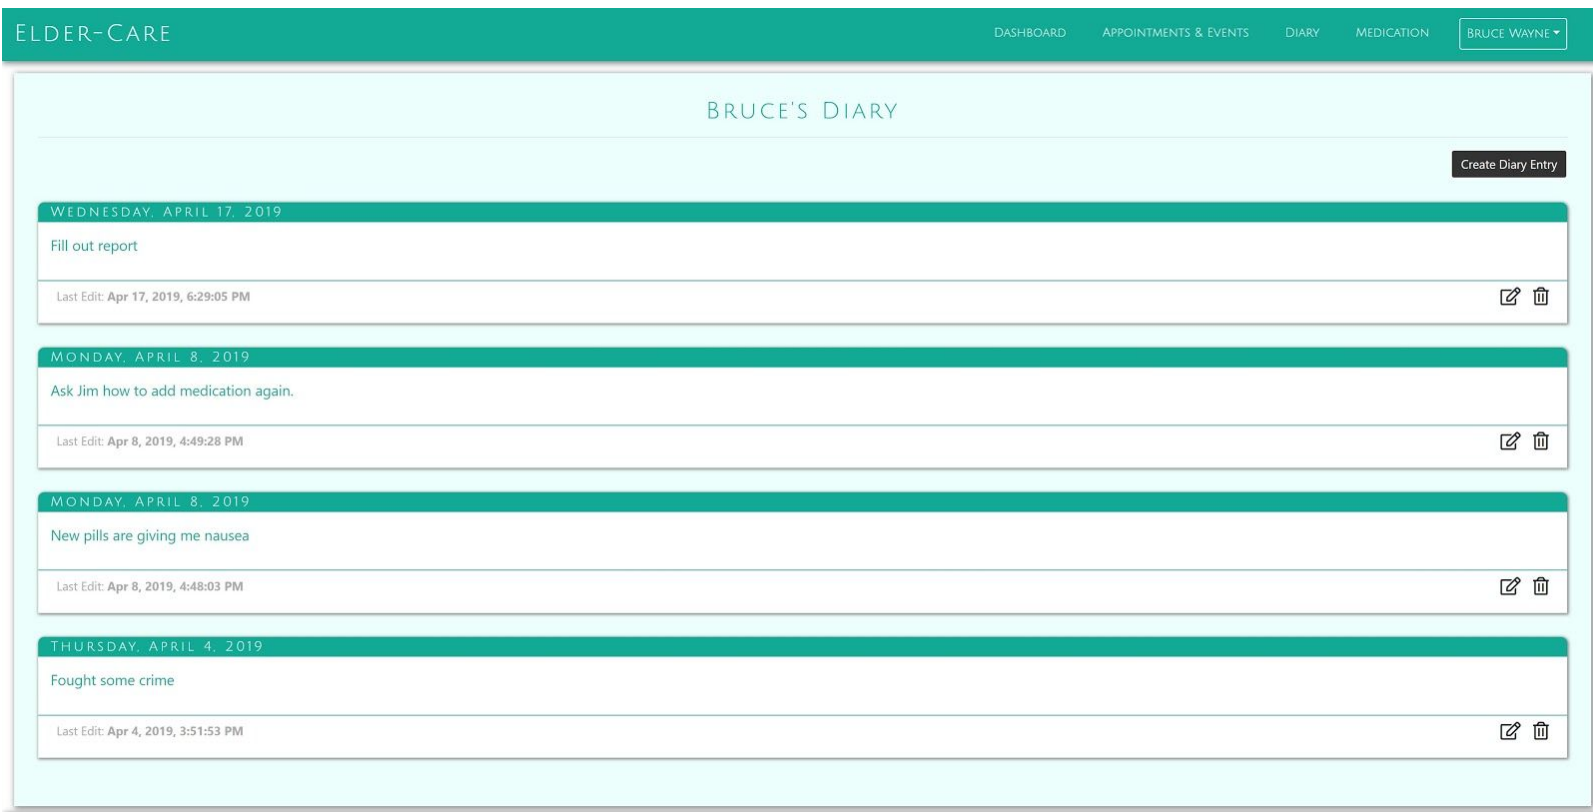 Elder-Care
Dashboard Appointments & Events Diary Medication Bruce Wayne
Bruce's Diary
Create Diary Entry
Wednesday, April 17, 2019
Fill out report
Last Edit: Apr 17, 2019, 6:29:05 PM
Monday, April 8, 2019
Ask Jim how to add medication again.
Last Edit: Apr 8, 2019, 4:49:28 PM
Monday, April 8, 2019
New pills are giving me nausea
Last Edit: Apr 8, 2019, 4:48:03 PM
Thursday, April 4, 2019
Fought some crime
Last Edit: Apr 4, 2019, 3:51:53 PM